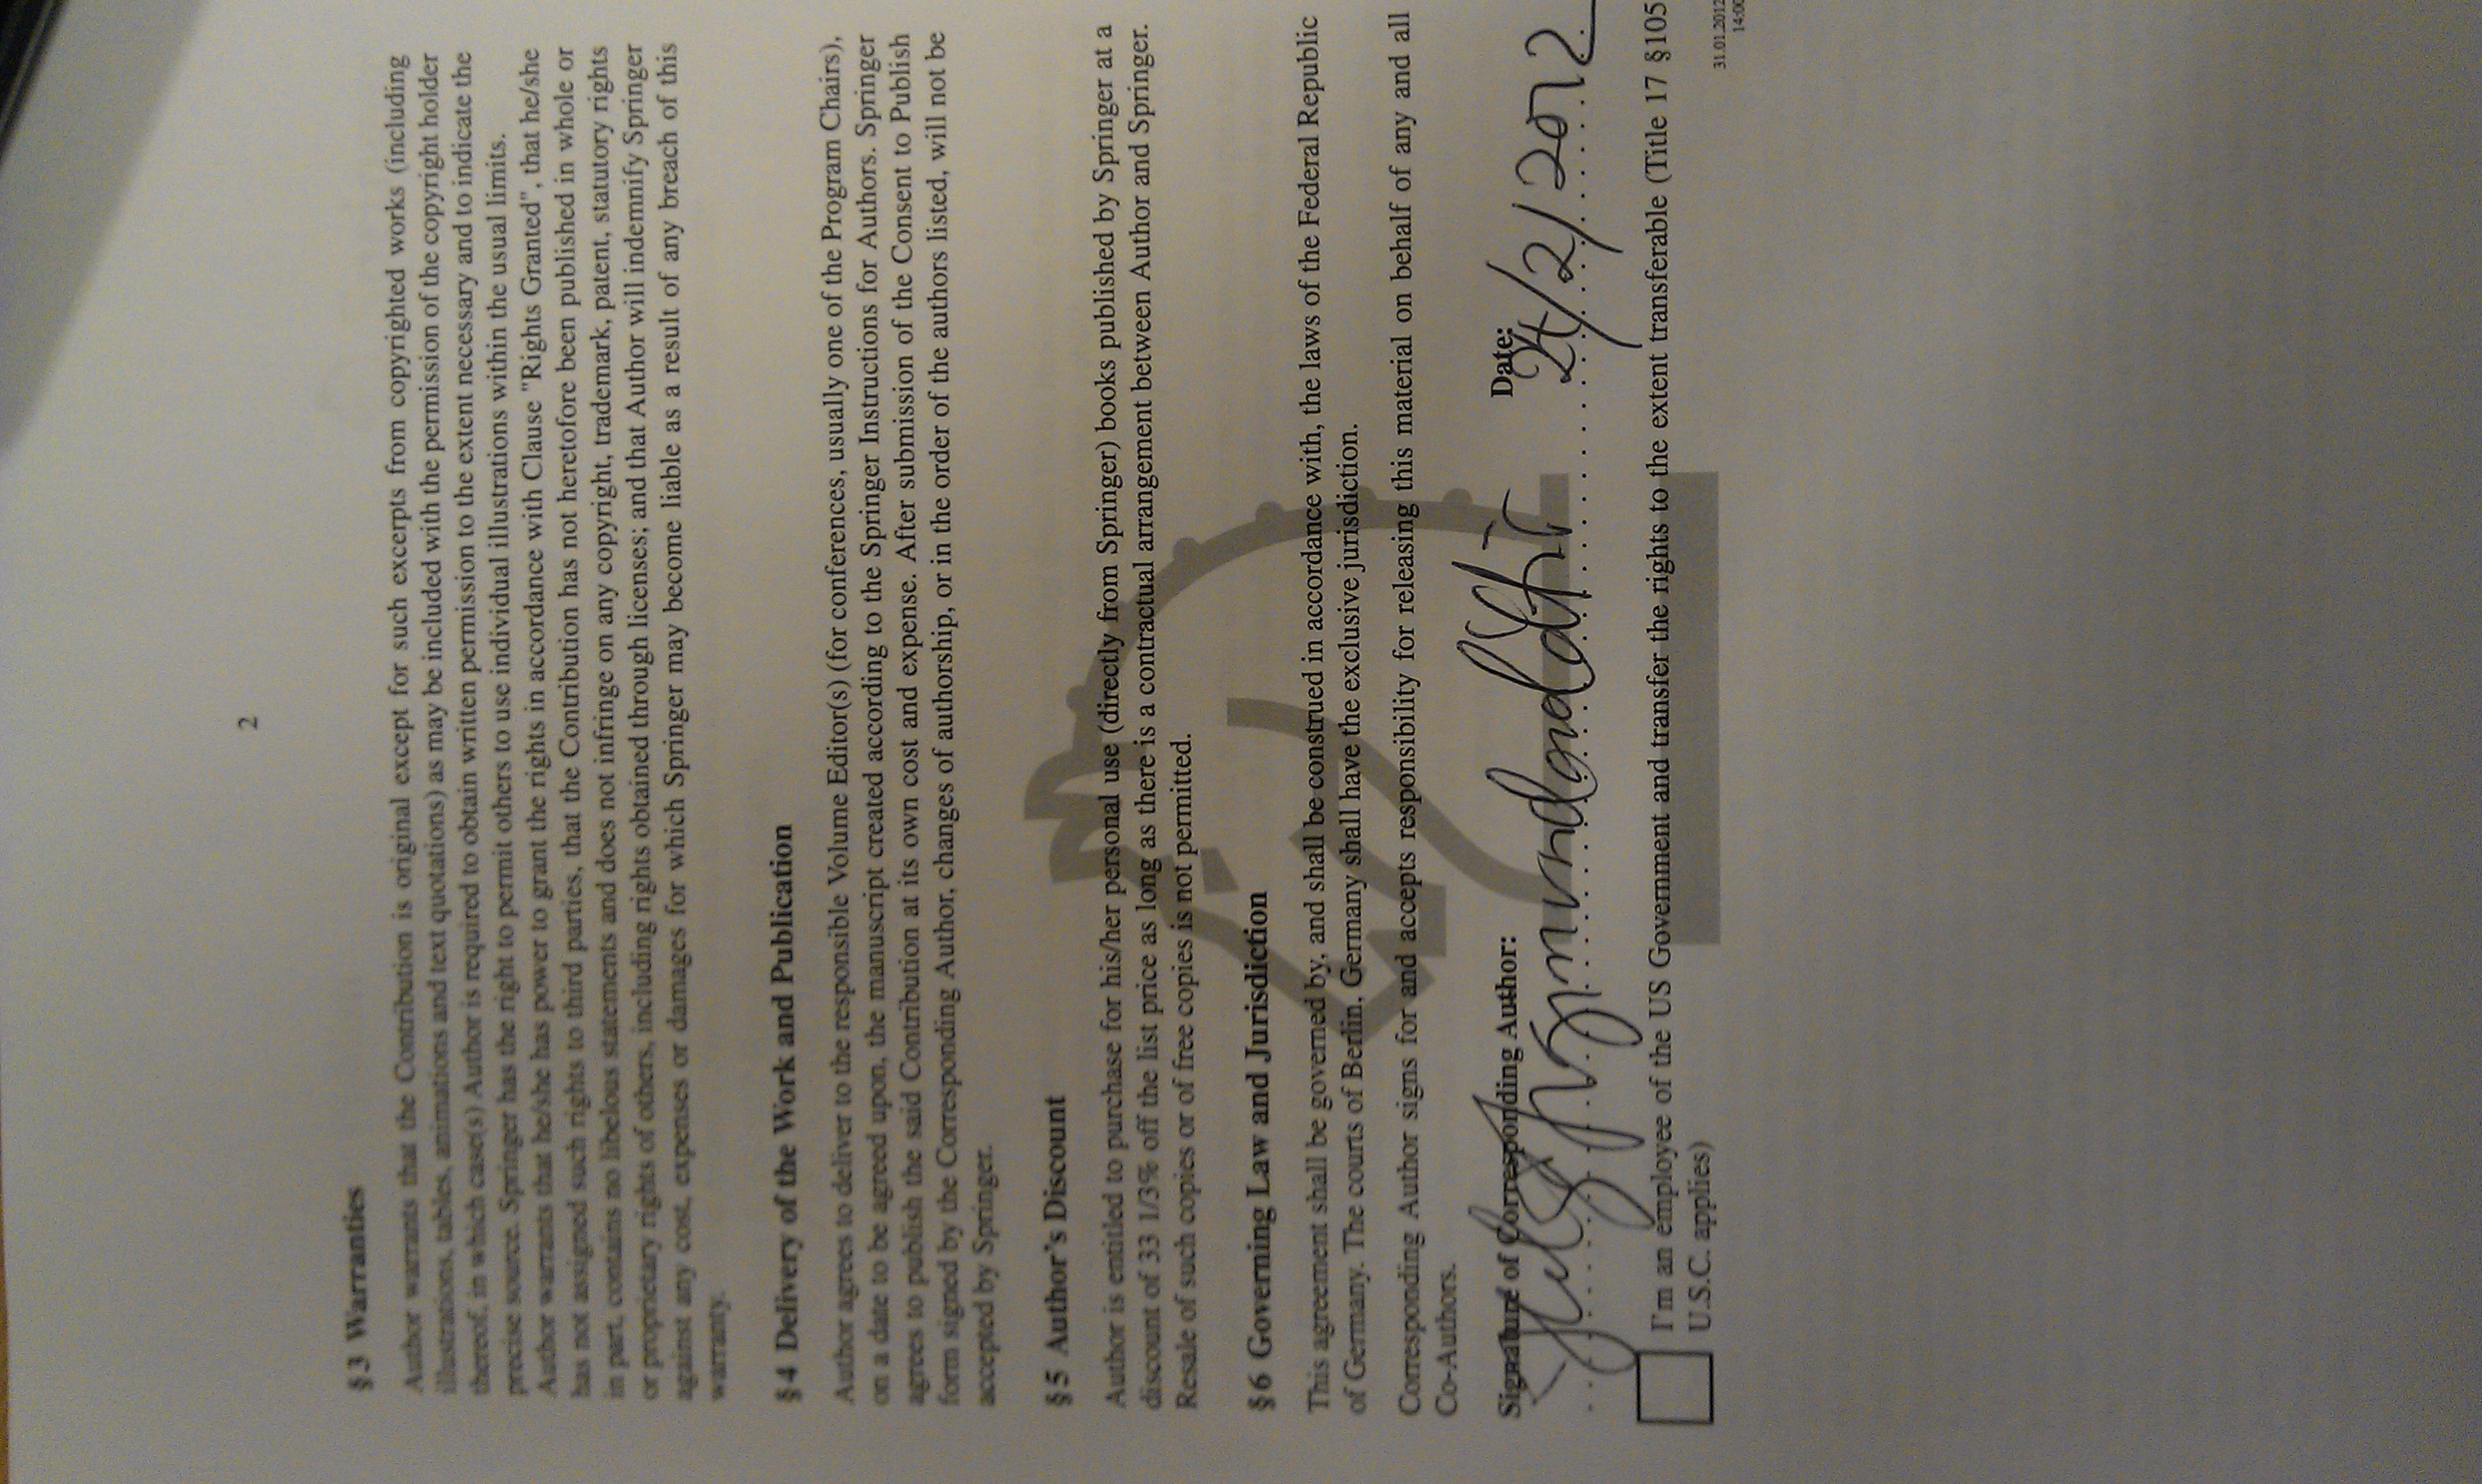 2
§3 Warranties
Author warrants that the Contribution is original except for such excerpts from copyrighted works (including
illustrations, tables, animations and text quotations) as may be included with the permission of the copyright holder
thereof, in which case(s) Author is required to obtain written permission to the extent necessary and to indicate the
precise source. Springer has the right to permit others to use individual illustrations within the usual limits.
Author warrants that he/she has power to grant the rights in accordance with Clause "Rights Granted", that he/she
has not assigned such rights to third parties, that the Contribution has not heretofore been published in whole or
in part, contains no libelous statements and does not infringe on any copyright, trademark, patent, statutory rights
or proprietary rights of others, including rights obtained through licenses; and that Author will indemnify Springer
against any cost, expenses or damages for which Springer may become liable as a result of any breach of this
warranty.
§4 Delivery of the Work and Publication
Author agrees to deliver to the responsible Volume Editor(s) (for conferences, usually one of the Program Chairs),
on a date to be agreed upon, the manuscript created according to the Springer Instructions for Authors. Springer
agrees to publish the said Contribution at its own cost and expense. After submission of the Consent to Publish
form signed by the Corresponding Author, changes of authorship, or in the order of the authors listed, will not be
accepted by Springer.
§5 Author's Discount
Author is entitled to purchase for his/her personal use (directly from Springer) books published by Springer at a
discount of 33 1/3% off the list price as long as there is a contractual arrangement between Author and Springer.
Resale of such copies or of free copies is not permitted.
§6 Governing Law and Jurisdiction
This agreement shall be governed by, and shall be construed in accordance with, the laws of the Federal Republic
of Germany. The courts of Berlin, Germany shall have the exclusive jurisdiction.
Corresponding Author signs for and accepts responsibility for releasing this material on behalf of any and all
Co-Authors.
Signature of Corresponding Author: Date:
24/2/2012
I'm an employee of the US Government and transfer the rights to the extent transferable (Title 17 §105
U.S.C. applies)
31.01.2012
14:00